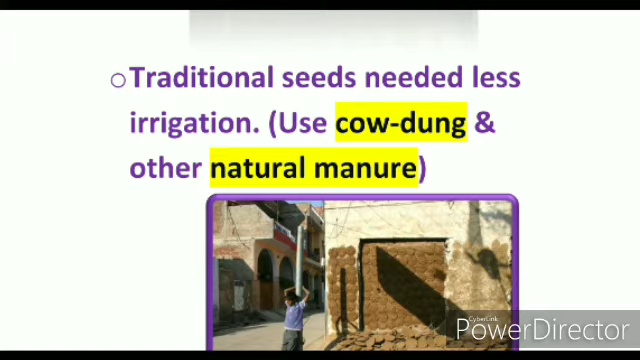 ○Traditional seeds needed less
irrigation. (Use cow-dung &
other natural manure)
CyberLink
PowerDirector